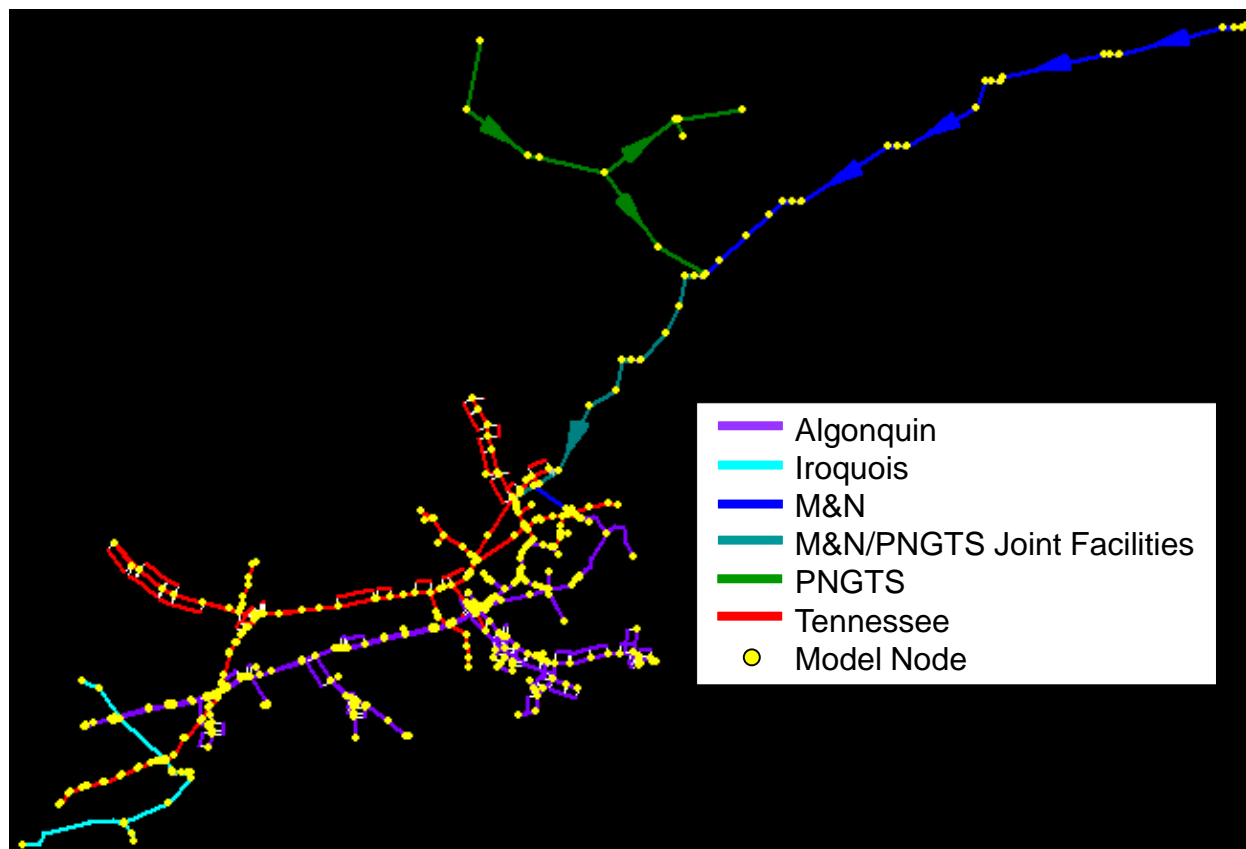 Algonquin
Iroquois
M&N
M&N/PNGTS Joint Facilities
PNGTS
Tennessee
Model Node